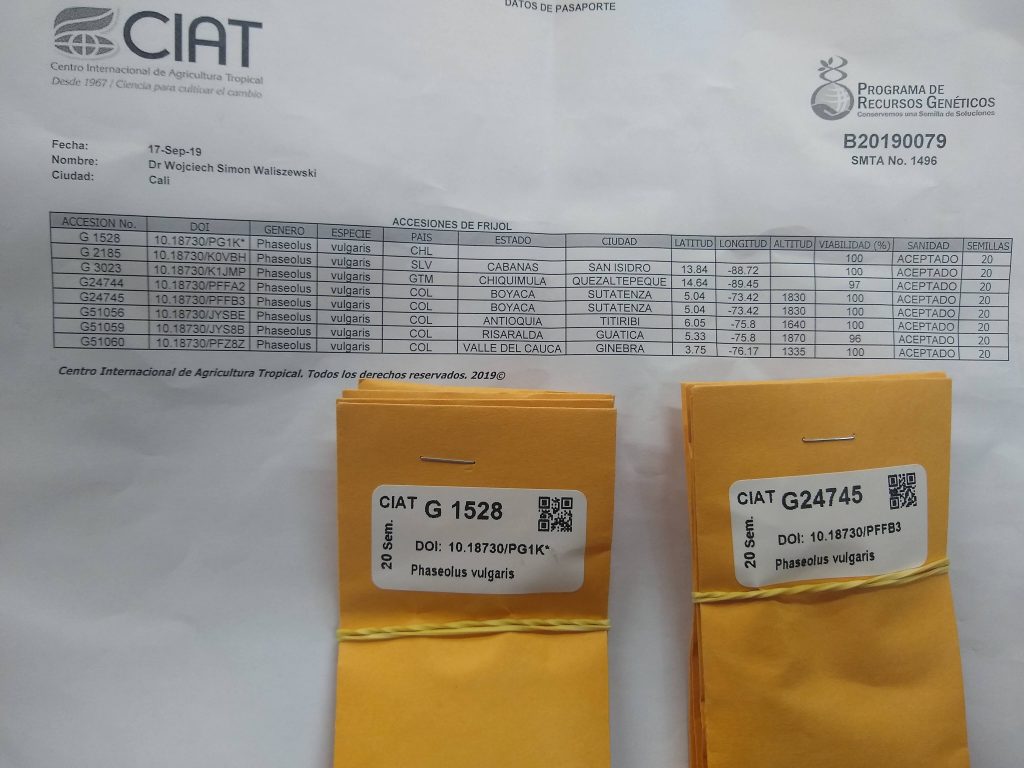 DATOS DE PASAPORTE
CIAT
Centro Internacional de Agricultura Tropical
Desde 1967 / Ciencia para cultivar el cambio
PROGRAMA DE RECURSOS GENÉTICOS
Conservemos una Semilla de Soluciones
B20190079
SMTA No. 1496
Fecha: 17-Sep-19
Nombre: Dr Wojciech Simon Waliszewski
Ciudad: Cali
ACCESIONES DE FRIJOL
ACCESION No. DOI GENERO ESPECIE PAIS ESTADO CIUDAD LATITUD LONGITUD ALTITUD VIABILIDAD (%) SANIDAD SEMILLAS
G 1528 10.18730/PG1K* Phaseolus vulgaris CHL 100 ACEPTADO 20
G 2185 10.18730/K0VBH Phaseolus vulgaris SLV CABANAS SAN ISIDRO 13.84 -88.72 100 ACEPTADO 20
G 3023 10.18730/K1JMP Phaseolus vulgaris GTM CHIQUIMULA QUEZALTEPEQUE 14.64 -89.45 97 ACEPTADO 20
G24744 10.18730/PFFA2 Phaseolus vulgaris COL BOYACA SUTATENZA 5.04 -73.42 1830 100 ACEPTADO 20
G24745 10.18730/PFFB3 Phaseolus vulgaris COL BOYACA SUTATENZA 5.04 -73.42 1830 100 ACEPTADO 20
G51056 10.18730/JYSBE Phaseolus vulgaris COL ANTIOQUIA TITIRIBI 6.05 -75.8 1640 100 ACEPTADO 20
G51059 10.18730/JYS8B Phaseolus vulgaris COL RISARALDA GUATICA 5.33 -75.8 1870 96 ACEPTADO 20
G51060 10.18730/PFZ8Z Phaseolus vulgaris COL VALLE DEL CAUCA GINEBRA 3.75 -76.17 1335 100 ACEPTADO 20
Centro Internacional de Agricultura Tropical. Todos los derechos reservados. 2019©
CIAT G 1528
20 Sem.
DOI: 10.18730/PG1K*
Phaseolus vulgaris
CIAT G24745
20 Sem.
DOI: 10.18730/PFFB3
Phaseolus vulgaris